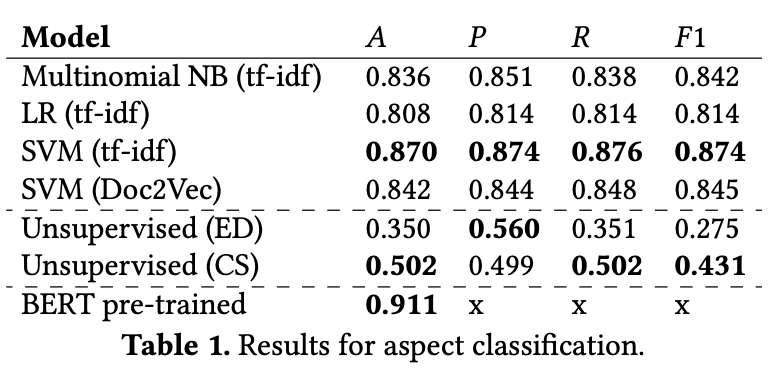 Model A P R F1
Multinomial NB (tf-idf) 0.836 0.851 0.838 0.842
LR (tf-idf) 0.808 0.814 0.814 0.814
SVM (tf-idf) 0.870 0.874 0.876 0.874
SVM (Doc2Vec) 0.842 0.844 0.848 0.845
Unsupervised (ED) 0.350 0.560 0.351 0.275
Unsupervised (CS) 0.502 0.499 0.502 0.431
BERT pre-trained 0.911 x x x
Table 1. Results for aspect classification.